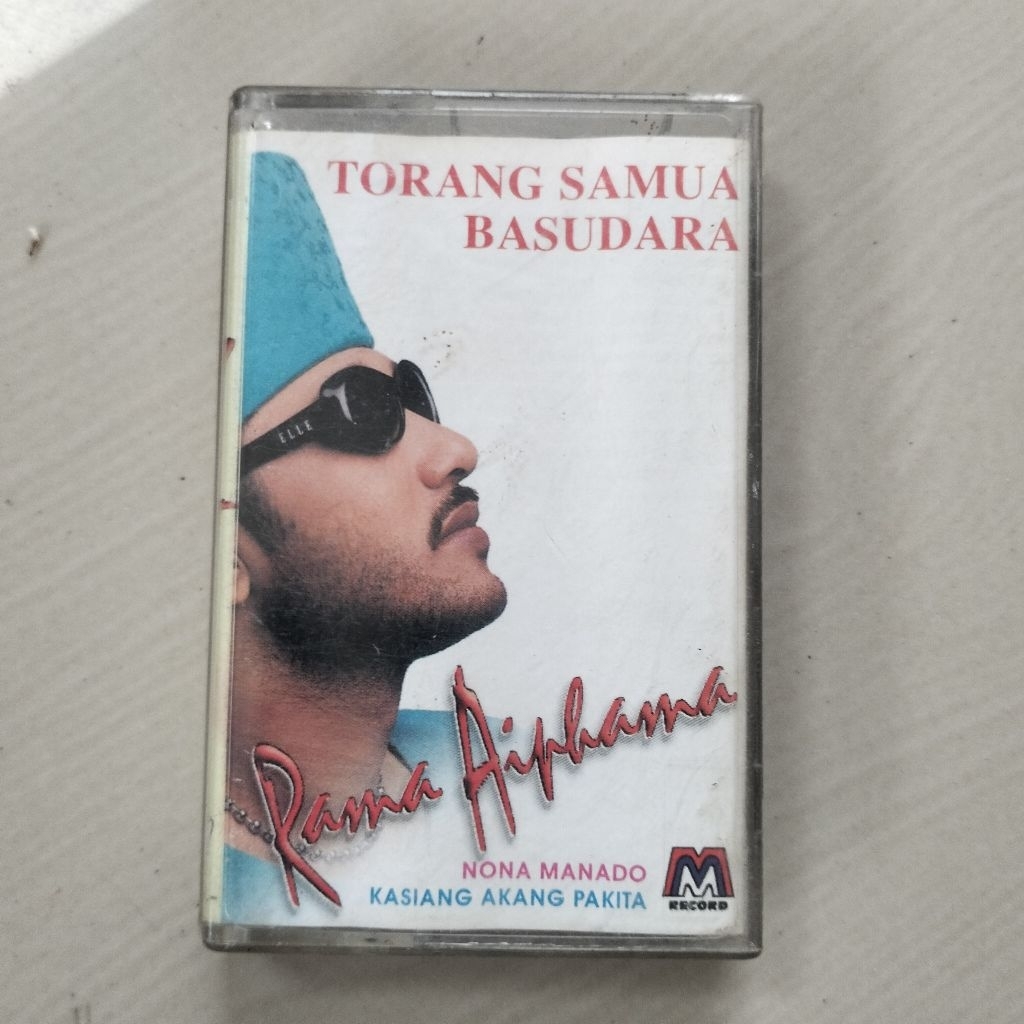 TORANG SAMUA
BASUDARA
ELLE
Rama Aiphama
NONA MANADO
KASIANG AKANG PAKITA
M
RECORD